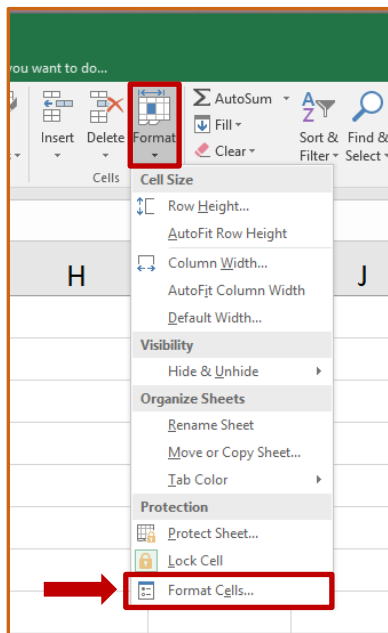 you want to do...
AutoSum
Insert Delete Format Fill Sort & Find &
Clear Filter Select
Cells
Cell Size
Row Height...
AutoFit Row Height
Column Width...
H J
AutoFit Column Width
Default Width...
Visibility
Hide & Unhide
Organize Sheets
Rename Sheet
Move or Copy Sheet...
Tab Color
Protection
Protect Sheet...
Lock Cell
Format Cells...